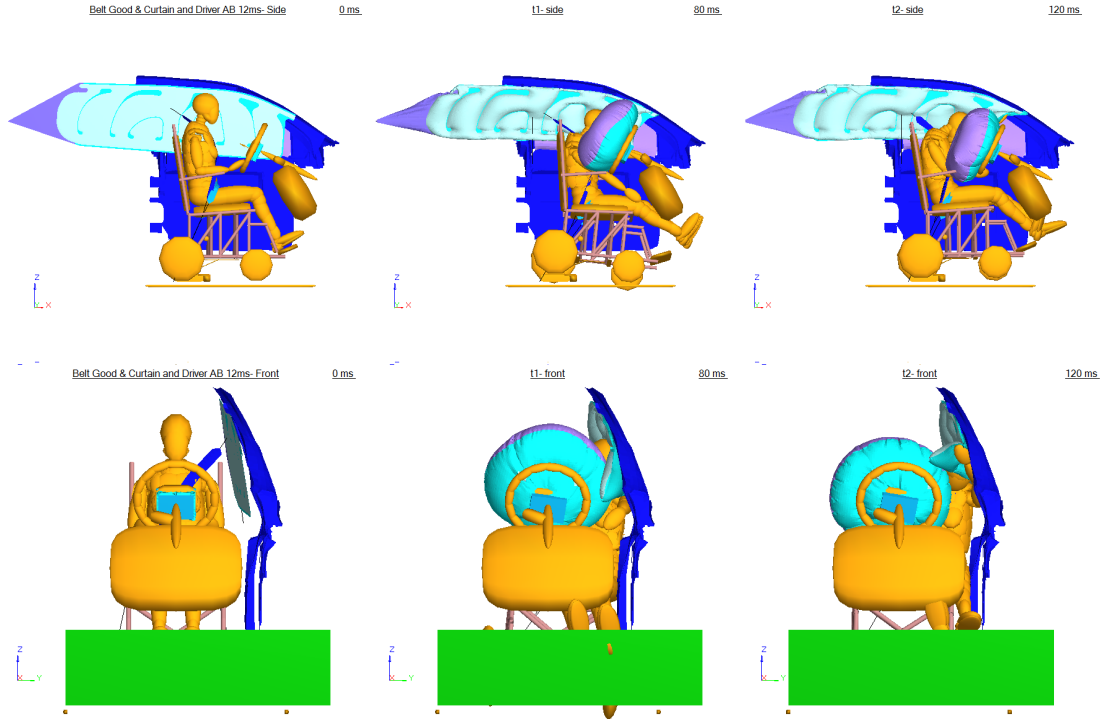 Belt Good & Curtain and Driver AB 12ms- Side 0 ms t1- side 80 ms t2- side 120 ms
Z
Y X
Z
Y X
Z
Y X
Belt Good & Curtain and Driver AB 12ms- Front 0 ms t1- front 80 ms t2- front 120 ms
Z
X Y
Z
X Y
Z
X Y